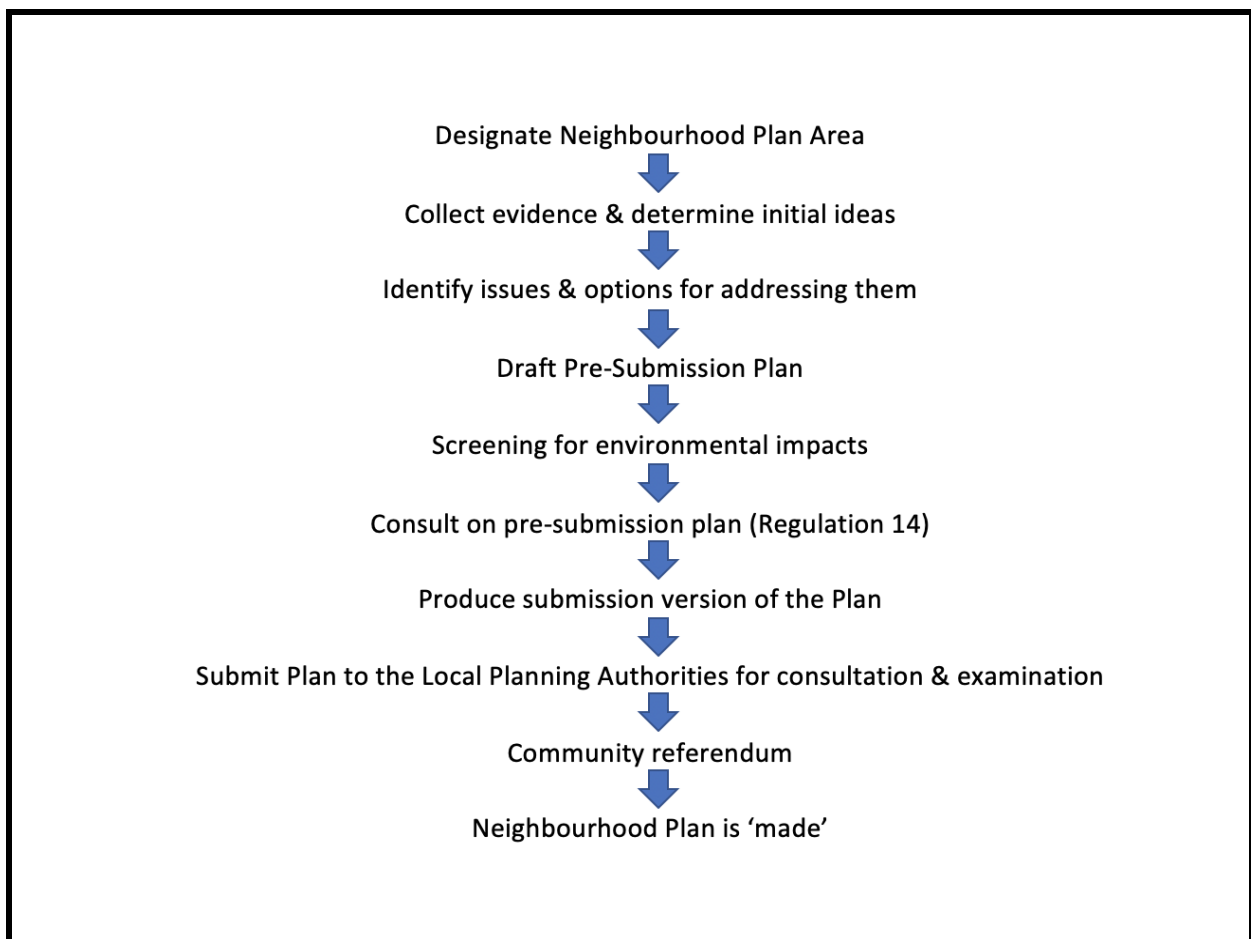 Designate Neighbourhood Plan Area
Collect evidence & determine initial ideas
Identify issues & options for addressing them
Draft Pre-Submission Plan
Screening for environmental impacts
Consult on pre-submission plan (Regulation 14)
Produce submission version of the Plan
Submit Plan to the Local Planning Authorities for consultation & examination
Community referendum
Neighbourhood Plan is ‘made’